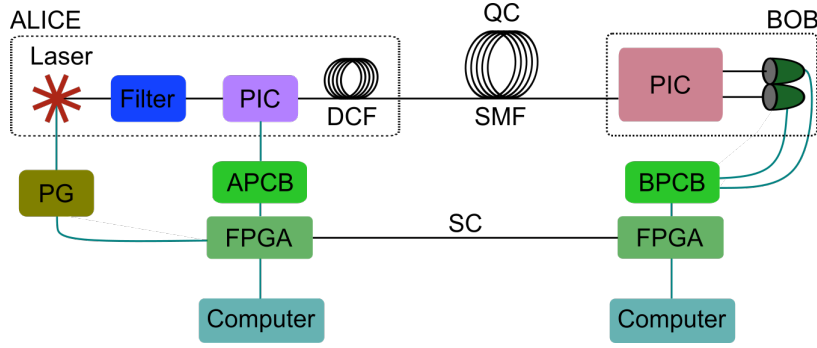 ALICE
QC
BOB
Laser
Filter
PIC
DCF
SMF
PIC
PG
APCB
BPCB
FPGA
SC
FPGA
Computer
Computer